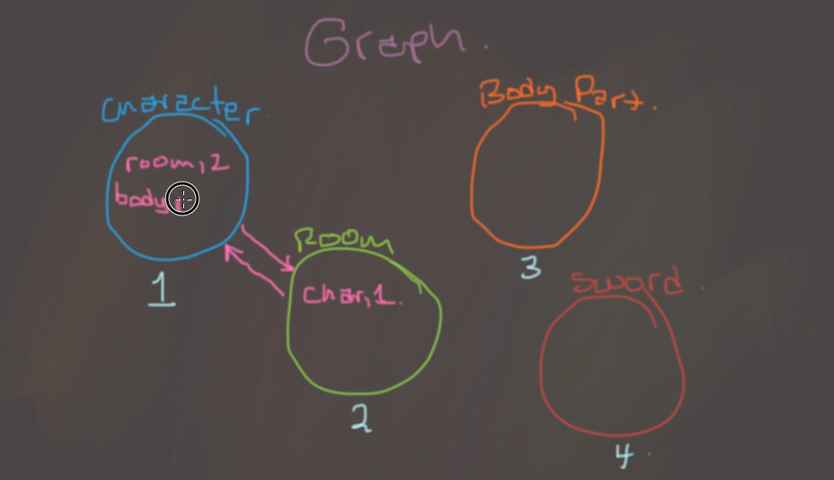 Graph.
Character
room,2
body
1
Room
char,1.
2
Body Part.
3
Sword.
4.